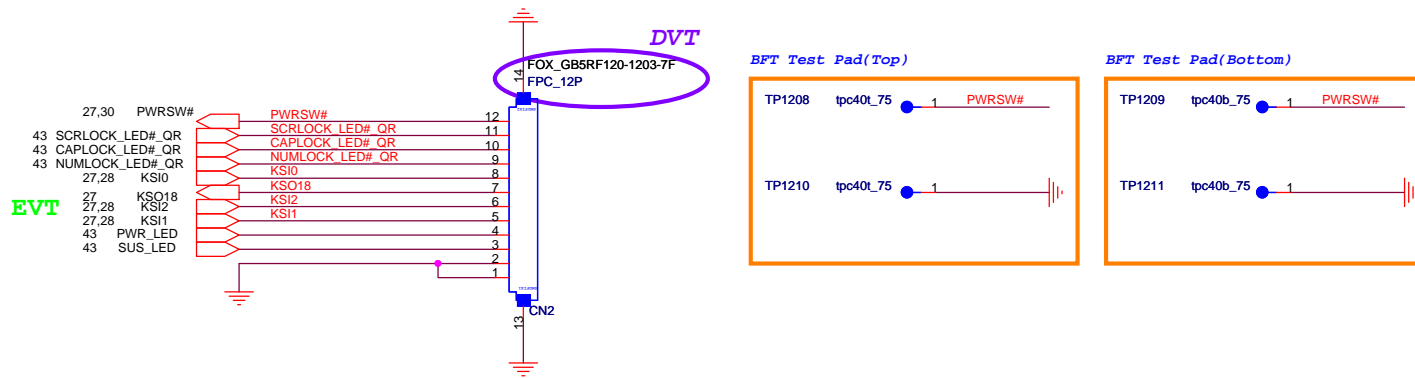 DVT
FOX_GB5RF120-1203-7F
FPC_12P
14
27,30 PWRSW# PWRSW# 12
43 SCRLOCK_LED#_QR SCRLOCK_LED#_QR 11
43 CAPLOCK_LED#_QR CAPLOCK_LED#_QR 10
43 NUMLOCK_LED#_QR NUMLOCK_LED#_QR 9
27,28 KSI0 KSI0 8
27 KSO18 KSO18 7
27,28 KSI2 KSI2 6
27,28 KSI1 KSI1 5
43 PWR_LED 4
43 SUS_LED 3
2
1
EVT
CN2
13
BFT Test Pad(Top)
TP1208 tpc40t_75 1 PWRSW#
TP1210 tpc40t_75 1
BFT Test Pad(Bottom)
TP1209 tpc40b_75 1 PWRSW#
TP1211 tpc40b_75 1